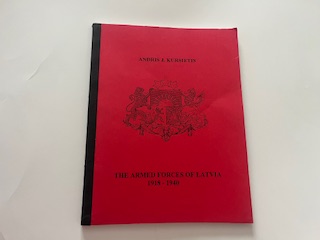 ANDRIS J. KURSIETIS
THE ARMED FORCES OF LATVIA
1918 - 1940